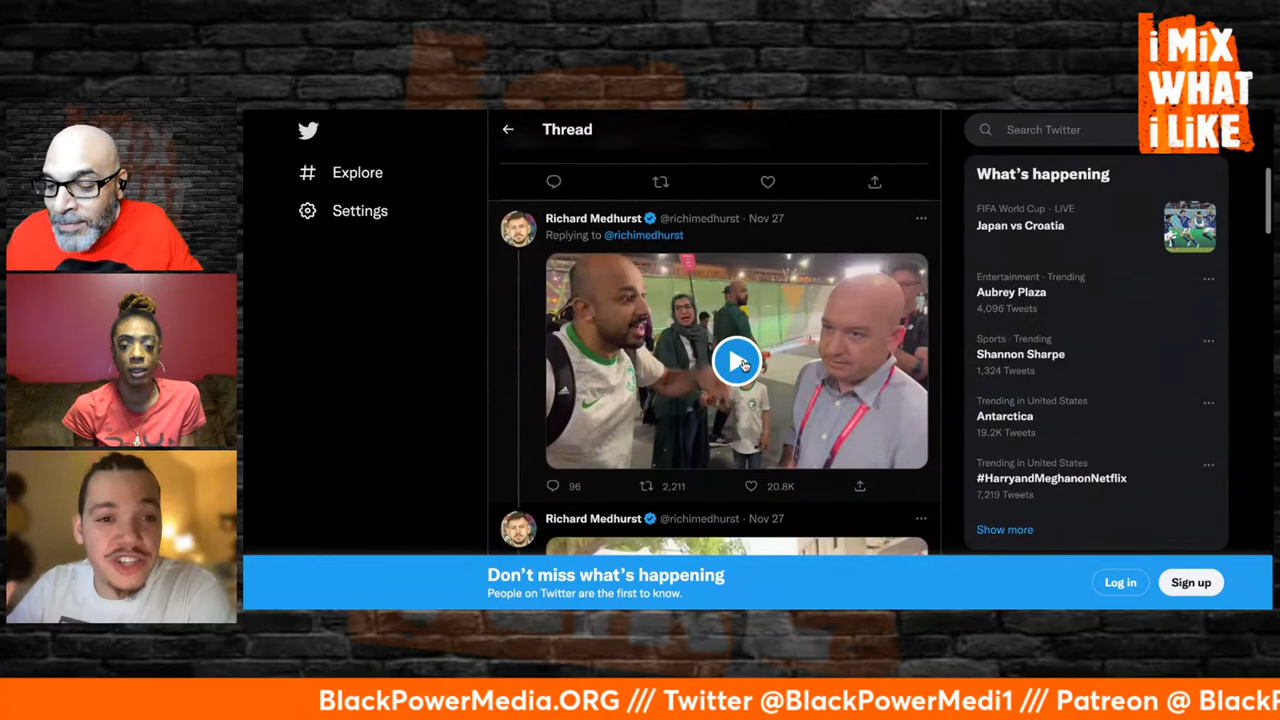 i MiX
WHAT
i LiKE
Thread
Search Twitter
Explore
Settings
What's happening
FIFA World Cup · LIVE
Japan vs Croatia
Entertainment · Trending
Aubrey Plaza
4,096 Tweets
Sports · Trending
Shannon Sharpe
1,324 Tweets
Trending in United States
Antarctica
19.2K Tweets
Trending in United States
#HarryandMeghanonNetflix
7,219 Tweets
Show more
Richard Medhurst @richimedhurst · Nov 27
Replying to @richimedhurst
96 2,211 20.8K
Richard Medhurst @richimedhurst · Nov 27
Don't miss what's happening
People on Twitter are the first to know.
Log in
Sign up
BlackPowerMedia.ORG /// Twitter @BlackPowerMedi1 /// Patreon @ BlackP